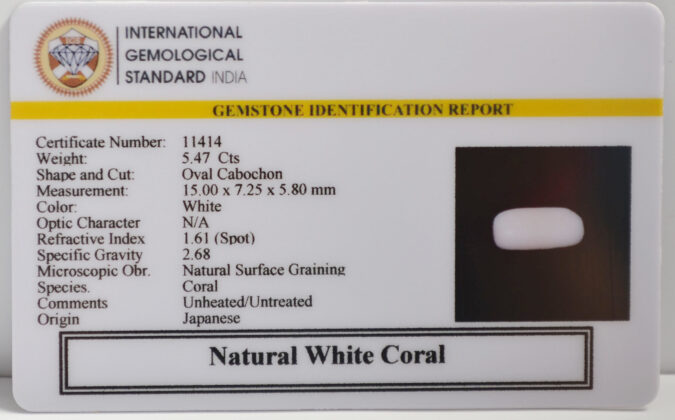 INTERNATIONAL
GEMOLOGICAL
STANDARD INDIA
GEMSTONE IDENTIFICATION REPORT
Certificate Number: 11414
Weight: 5.47 Cts
Shape and Cut: Oval Cabochon
Measurement: 15.00 x 7.25 x 5.80 mm
Color: White
Optic Character N/A
Refractive Index 1.61 (Spot)
Specific Gravity 2.68
Microscopic Obr. Natural Surface Graining
Species. Coral
Comments Unheated/Untreated
Origin Japanese
Natural White Coral